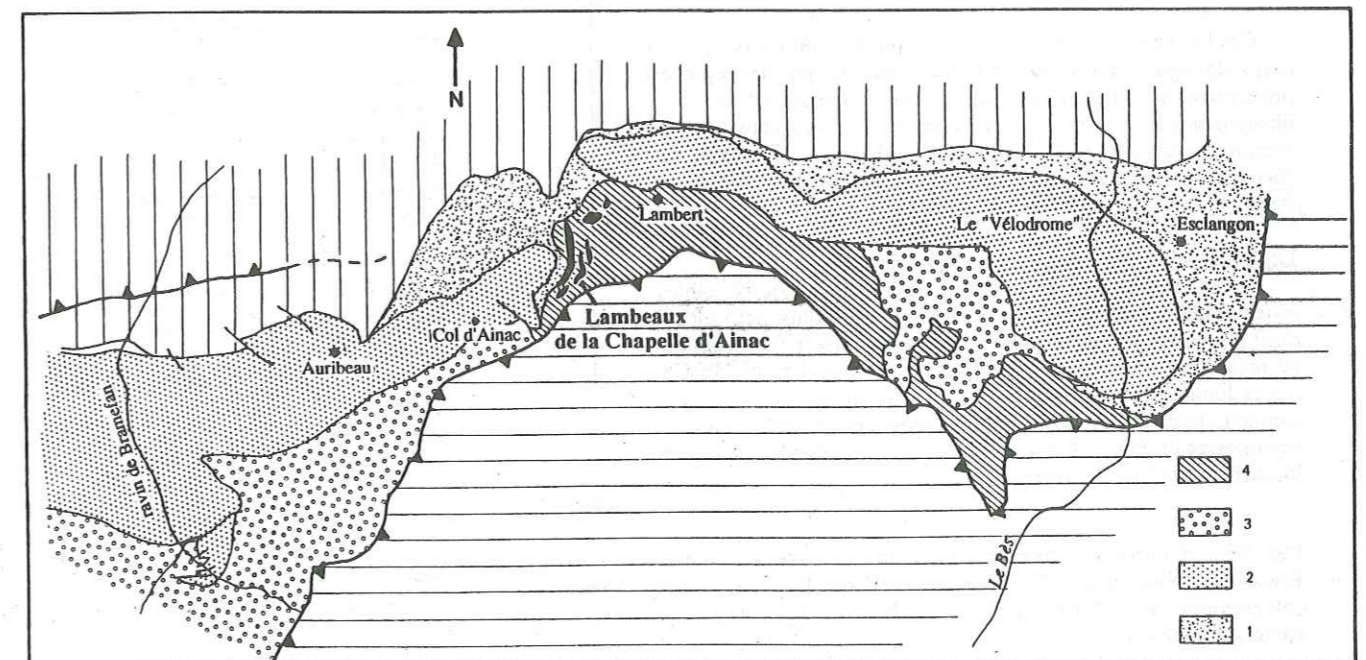 N
Lambert
Le "Vélodrome"
Esclangon
Col d'Ainac
Lambeaux
de la Chapelle d'Ainac
Auribeau
ravin de Bramefan
Le Bès
4
3
2
1